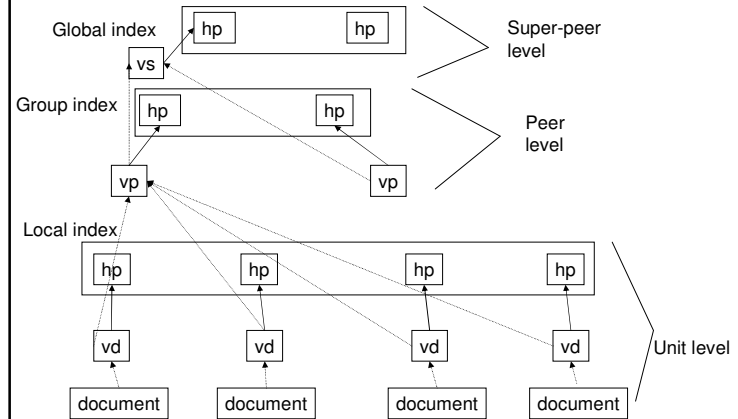 Global index
hp
hp
Super-peer
level
vs
Group index
hp
hp
Peer
level
vp
vp
Local index
hp
hp
hp
hp
vd
vd
vd
vd
Unit level
document
document
document
document